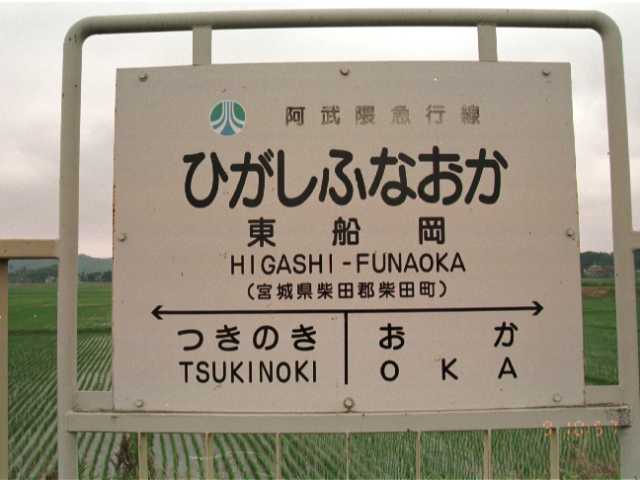 阿武隈急行線
ひがしふなおか
東船岡
HIGASHI-FUNAOKA
(宮城県柴田郡柴田町)
つきのき おか
TSUKINOKI OKA